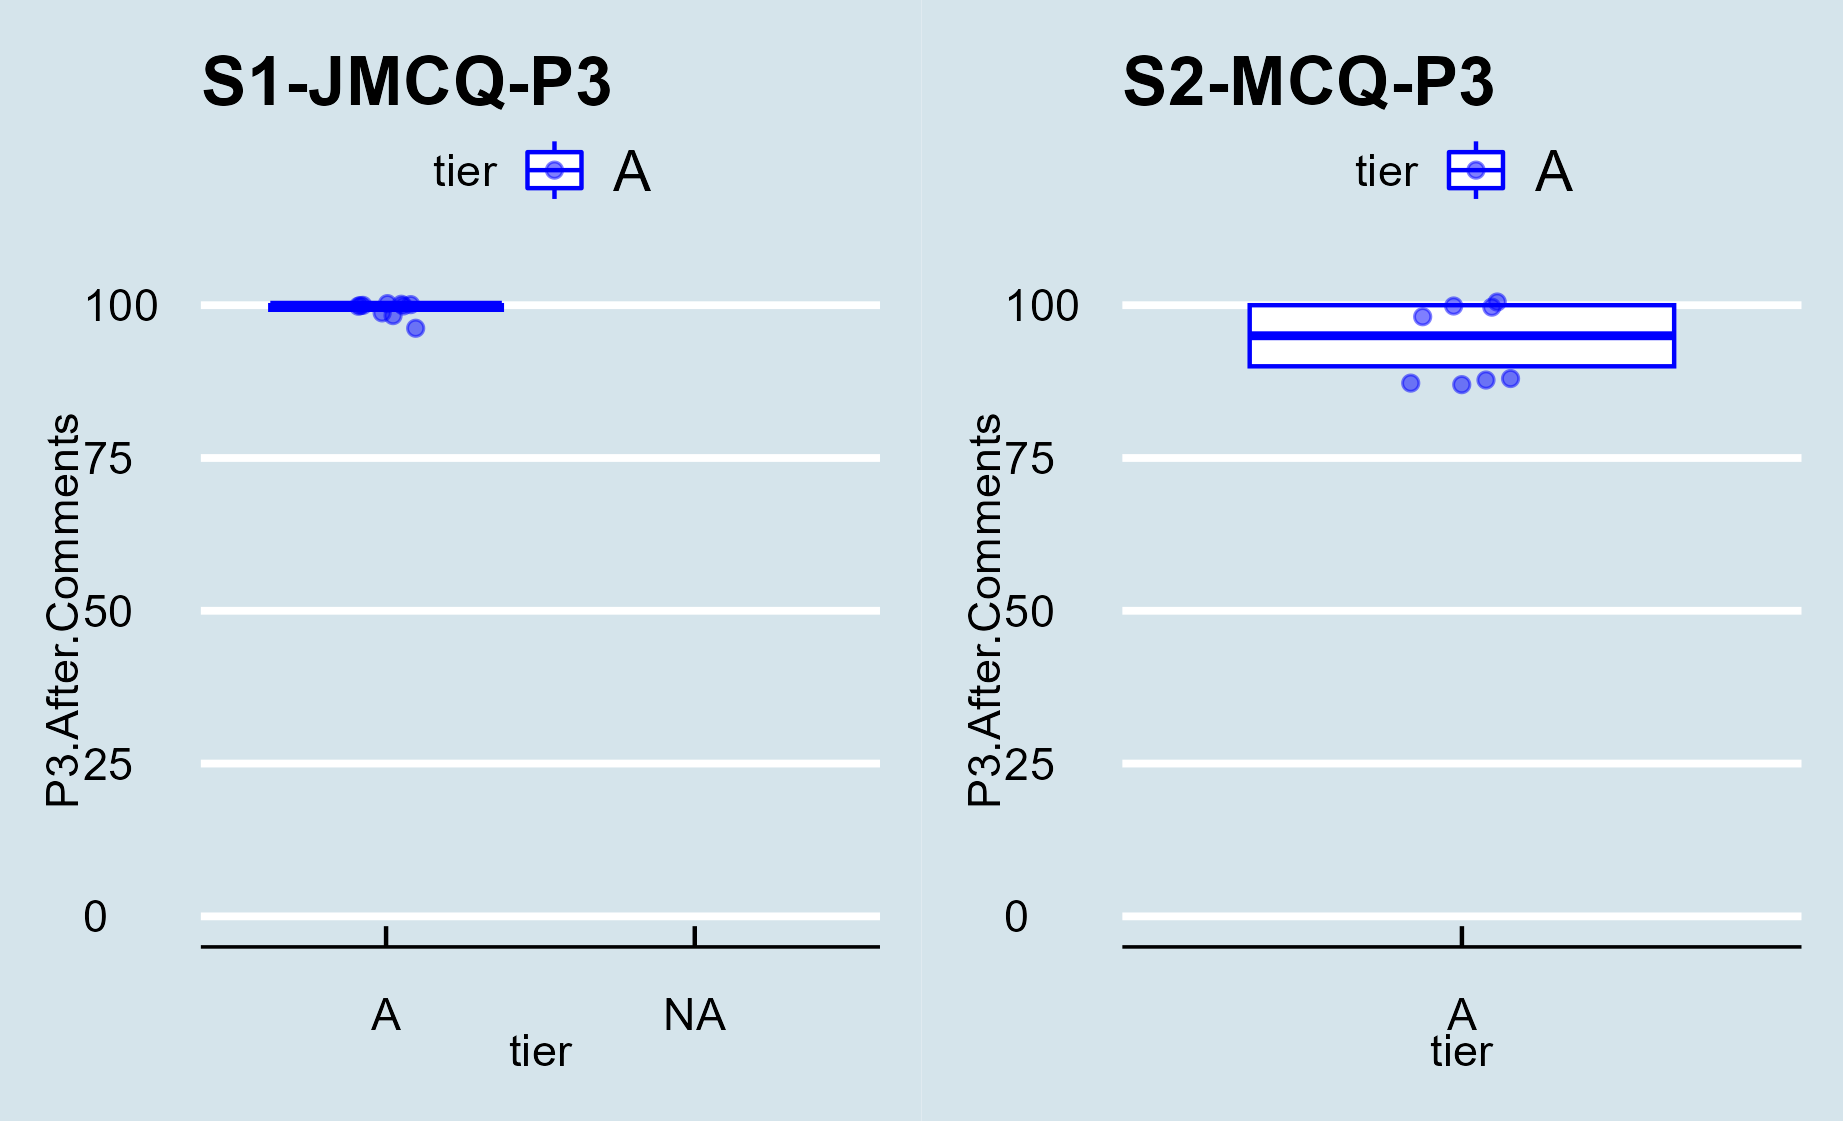 S1-JMCQ-P3
tier A
P3.After.Comments
100
75
50
25
0
A NA
tier
S2-MCQ-P3
tier A
P3.After.Comments
100
75
50
25
0
A
tier